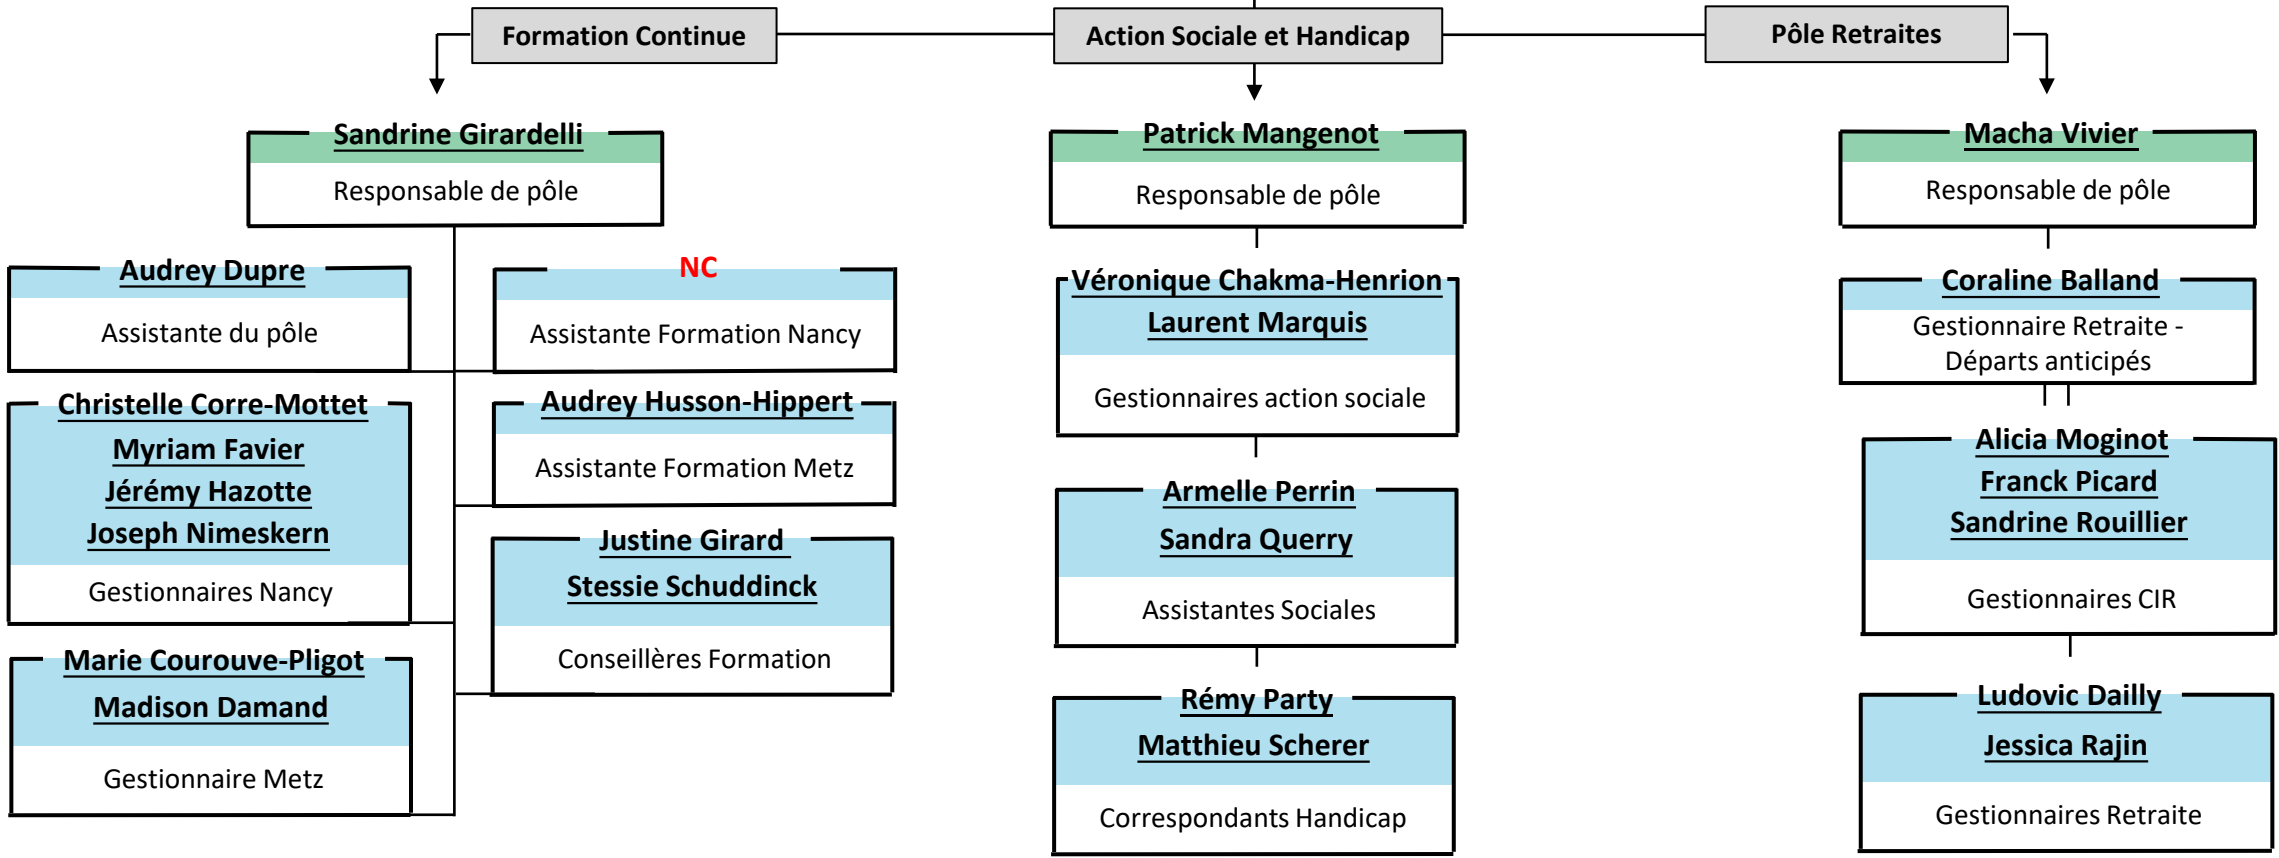 Formation Continue
Action Sociale et Handicap
Pôle Retraites
Sandrine Girardelli
Responsable de pôle
Audrey Dupre
Assistante du pôle
NC
Assistante Formation Nancy
Christelle Corre-Mottet
Myriam Favier
Jérémy Hazotte
Joseph Nimeskern
Gestionnaires Nancy
Audrey Husson-Hippert
Assistante Formation Metz
Justine Girard
Stessie Schuddinck
Conseillères Formation
Marie Courouve-Pligot
Madison Damand
Gestionnaire Metz
Patrick Mangenot
Responsable de pôle
Véronique Chakma-Henrion
Laurent Marquis
Gestionnaires action sociale
Armelle Perrin
Sandra Querry
Assistantes Sociales
Rémy Party
Matthieu Scherer
Correspondants Handicap
Macha Vivier
Responsable de pôle
Coraline Balland
Gestionnaire Retraite -
Départs anticipés
Alicia Moginot
Franck Picard
Sandrine Rouillier
Gestionnaires CIR
Ludovic Dailly
Jessica Rajin
Gestionnaires Retraite